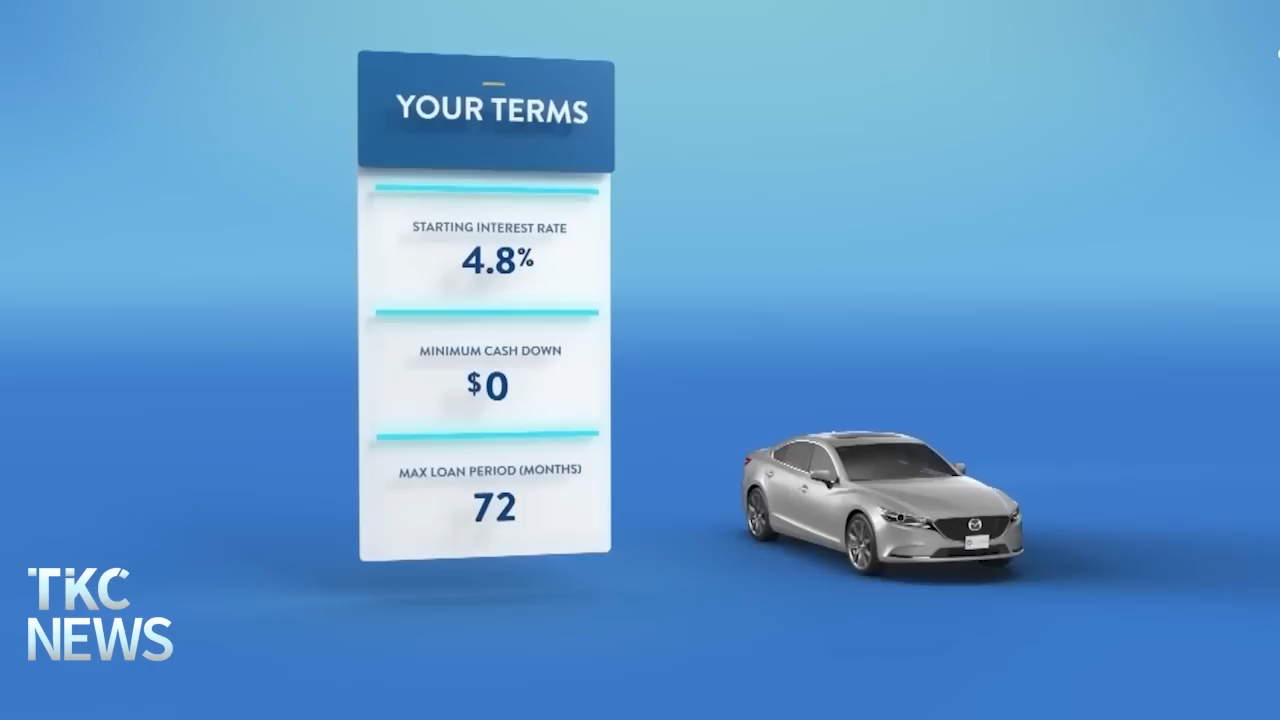 YOUR TERMS
STARTING INTEREST RATE
4.8%
MINIMUM CASH DOWN
$0
MAX LOAN PERIOD (MONTHS)
72
TKC
NEWS